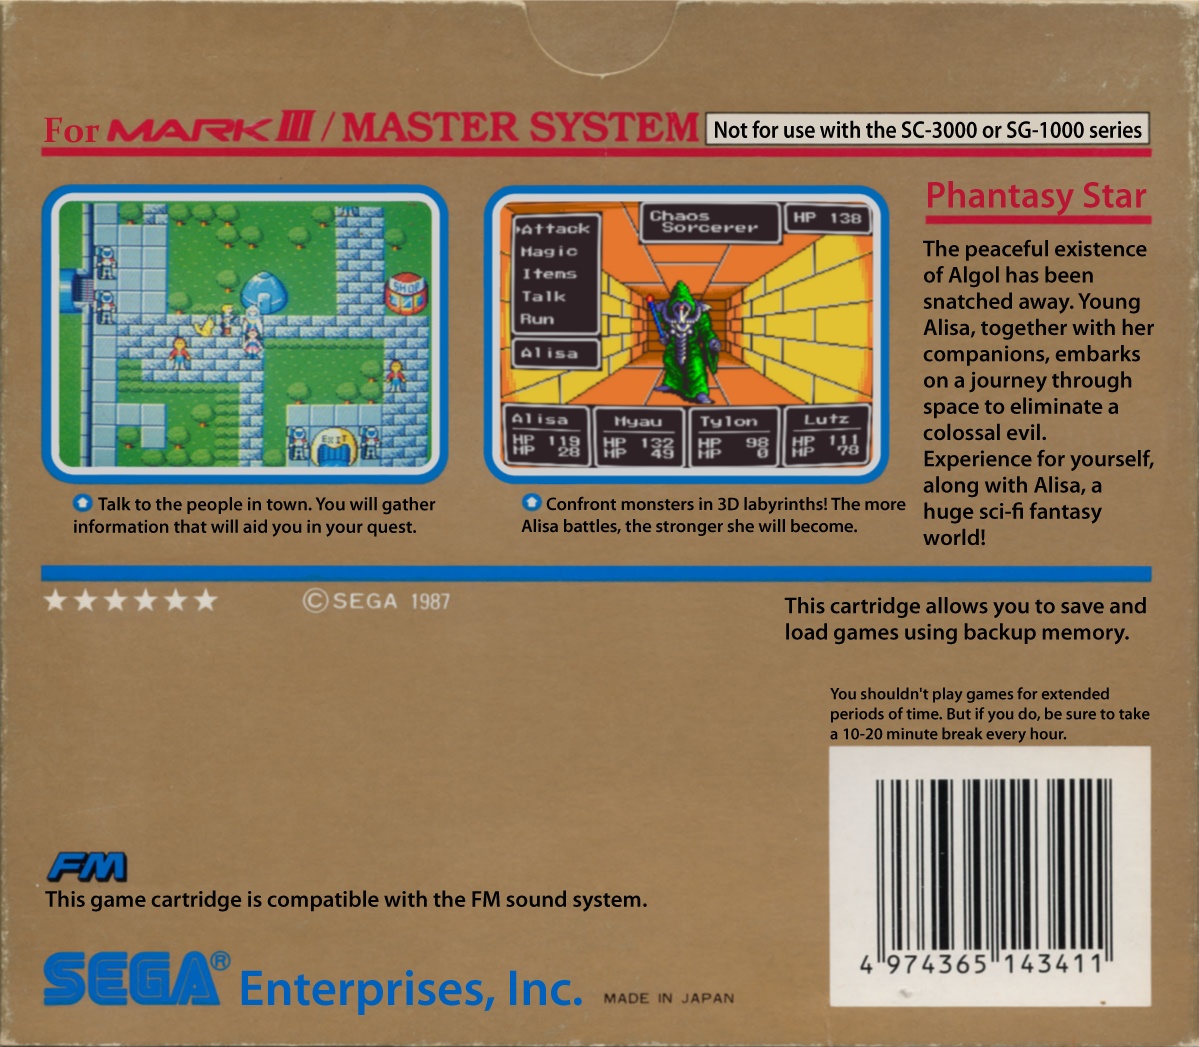 For MARK III / MASTER SYSTEM
Not for use with the SC-3000 or SG-1000 series
SHOP
EXIT
Talk to the people in town. You will gather
information that will aid you in your quest.
Attack
Magic
Items
Talk
Run
Alisa
Chaos
Sorcerer
HP 138
Alisa
HP 119
MP 28
Myau
HP 132
MP 49
Tylon
HP 98
MP 0
Lutz
HP 111
MP 78
Confront monsters in 3D labyrinths! The more
Alisa battles, the stronger she will become.
Phantasy Star
The peaceful existence
of Algol has been
snatched away. Young
Alisa, together with her
companions, embarks
on a journey through
space to eliminate a
colossal evil.
Experience for yourself,
along with Alisa, a
huge sci-fi fantasy
world!
★★★★★★
© SEGA 1987
This cartridge allows you to save and
load games using backup memory.
You shouldn't play games for extended
periods of time. But if you do, be sure to take
a 10-20 minute break every hour.
FM
This game cartridge is compatible with the FM sound system.
SEGA® Enterprises, Inc.
MADE IN JAPAN
4 974365 143411